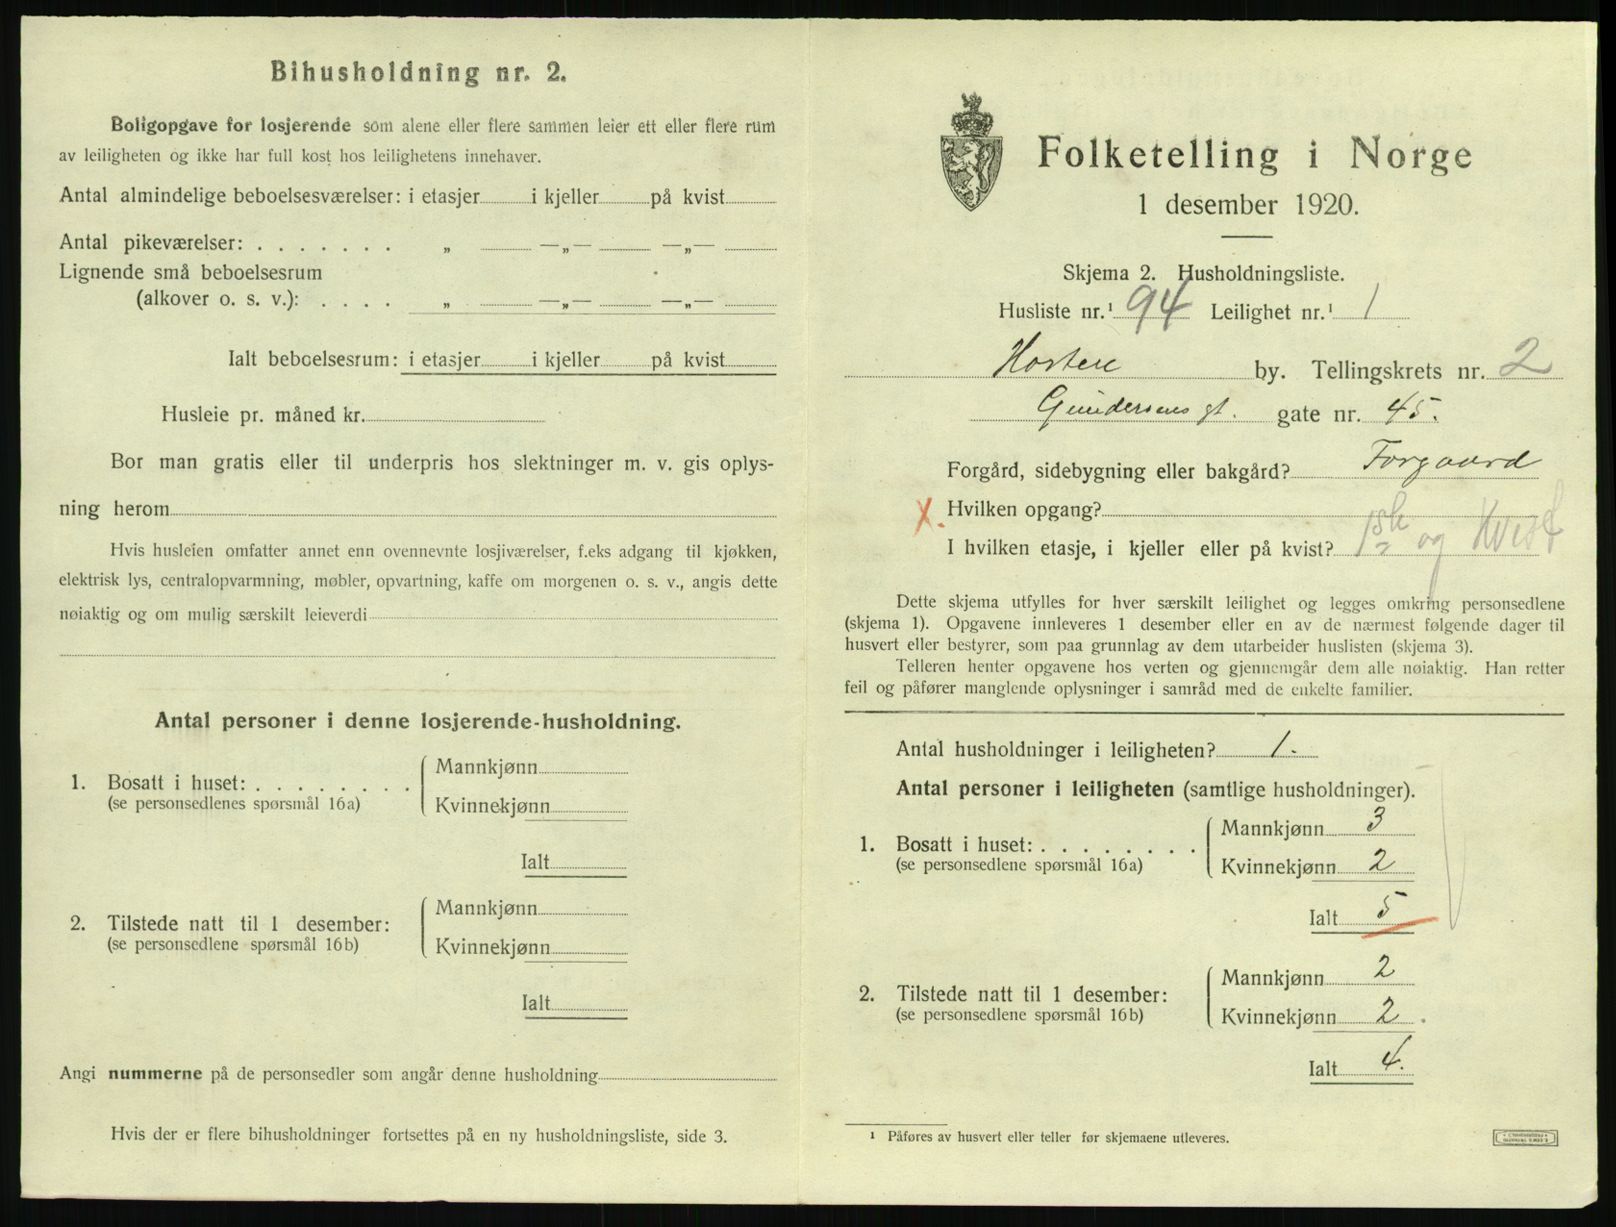 Bihusholdning nr. 2.
Boligopgave for losjerende som alene eller flere sammen leier ett eller flere rum
av leiligheten og ikke har full kost hos leilighetens innehaver.
Antal almindelige beboelsesværelser: i etasjer i kjeller på kvist
Antal pikeværelser: . . . . . . . „ —„— —„—
Lignende små beboelsesrum
(alkover o. s. v.): . . . . „ —„— —„—
Ialt beboelsesrum: i etasjer i kjeller på kvist
Husleie pr. måned kr.
Bor man gratis eller til underpris hos slektninger m. v. gis oplys-
ning herom
Hvis husleien omfatter annet enn ovennevnte losjiværelser, f.eks adgang til kjøkken,
elektrisk lys, centralopvarmning, møbler, opvartning, kaffe om morgenen o. s. v., angis dette
nøiaktig og om mulig særskilt leieverdi
Antal personer i denne losjerende-husholdning.
1. Bosatt i huset: . . . . . . . .
(se personsedlenes spørsmål 16a)
Mannkjønn
Kvinnekjønn
Ialt
2. Tilstede natt til 1 desember:
(se personsedlene spørsmål 16b)
Mannkjønn
Kvinnekjønn
Ialt
Angi nummerne på de personsedler som angår denne husholdning
Hvis der er flere bihusholdninger fortsettes på en ny husholdningsliste, side 3.
Folketelling i Norge
1 desember 1920.
Skjema 2. Husholdningsliste.
Husliste nr.¹ 94 Leilighet nr.¹ 1
Horten by. Tellingskrets nr. 2
Gundersens gt. gate nr. 45.
Forgård, sidebygning eller bakgård? Forgaard
X. Hvilken opgang?
I hvilken etasje, i kjeller eller på kvist? 1ste og Kvist
Dette skjema utfylles for hver særskilt leilighet og legges omkring personsedlene
(skjema 1). Opgavene innleveres 1 desember eller en av de nærmest følgende dager til
husvert eller bestyrer, som paa grunnlag av dem utarbeider huslisten (skjema 3).
Telleren henter opgavene hos verten og gjennemgår dem alle nøiaktig. Han retter
feil og påfører manglende oplysninger i samråd med de enkelte familier.
Antal husholdninger i leiligheten? 1.
Antal personer i leiligheten (samtlige husholdninger).
1. Bosatt i huset: . . . . . . . .
(se personsedlene spørsmål 16a)
Mannkjønn 3
Kvinnekjønn 2
Ialt 5
2. Tilstede natt til 1 desember:
(se personsedlene spørsmål 16b)
Mannkjønn 2
Kvinnekjønn 2
Ialt 4.
¹ Påføres av husvert eller teller før skjemaene utleveres.